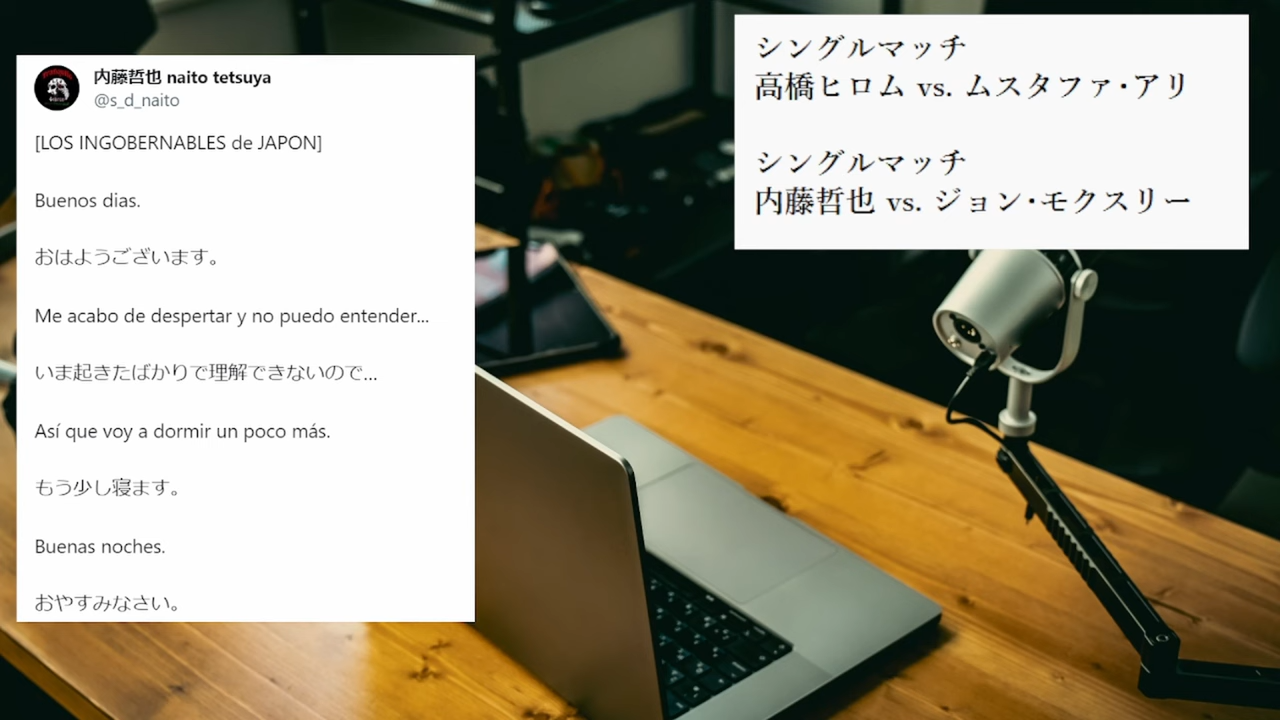 内藤哲也 naito tetsuya
@s_d_naito
[LOS INGOBERNABLES de JAPON]
Buenos dias.
おはようございます。
Me acabo de despertar y no puedo entender...
いま起きたばかりで理解できないので...
Así que voy a dormir un poco más.
もう少し寝ます。
Buenas noches.
おやすみなさい。
シングルマッチ
高橋ヒロム vs. ムスタファ・アリ
シングルマッチ
内藤哲也 vs. ジョン・モクスリー